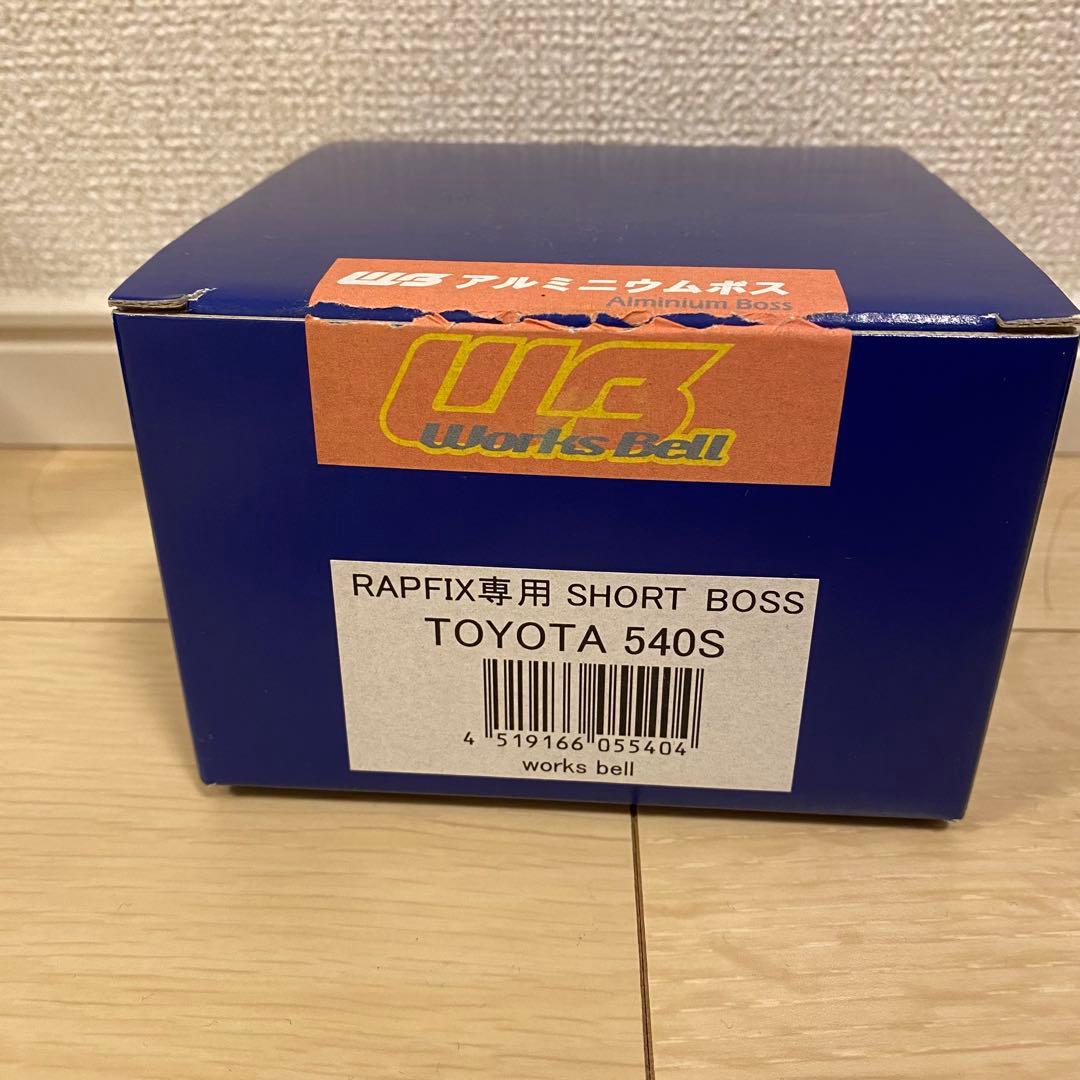 WB アルミニウムボス
Alminium Boss
WB
Works Bell
RAPFIX専用 SHORT BOSS
TOYOTA 540S
4 519166 055404
works bell